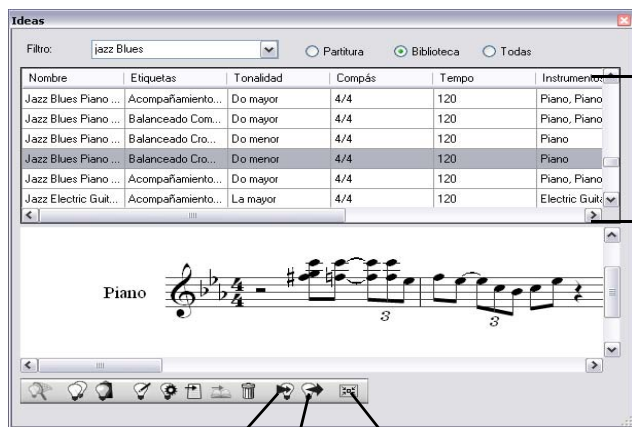 Ideas
Filtro: jazz Blues Partitura Biblioteca Todas
Nombre Etiquetas Tonalidad Compás Tempo Instrumentos
Jazz Blues Piano ... Acompañamiento... Do mayor 4/4 120 Piano, Piano
Jazz Blues Piano ... Balanceado Com... Do mayor 4/4 120 Piano, Piano
Jazz Blues Piano ... Balanceado Cro... Do menor 4/4 120 Piano
Jazz Blues Piano ... Balanceado Cro... Do menor 4/4 120 Piano
Jazz Blues Piano ... Acompañamiento... Do mayor 4/4 120 Piano, Piano
Jazz Electric Guit... Acompañamiento... La mayor 4/4 120 Electric Guita
Piano 4/4
3 3